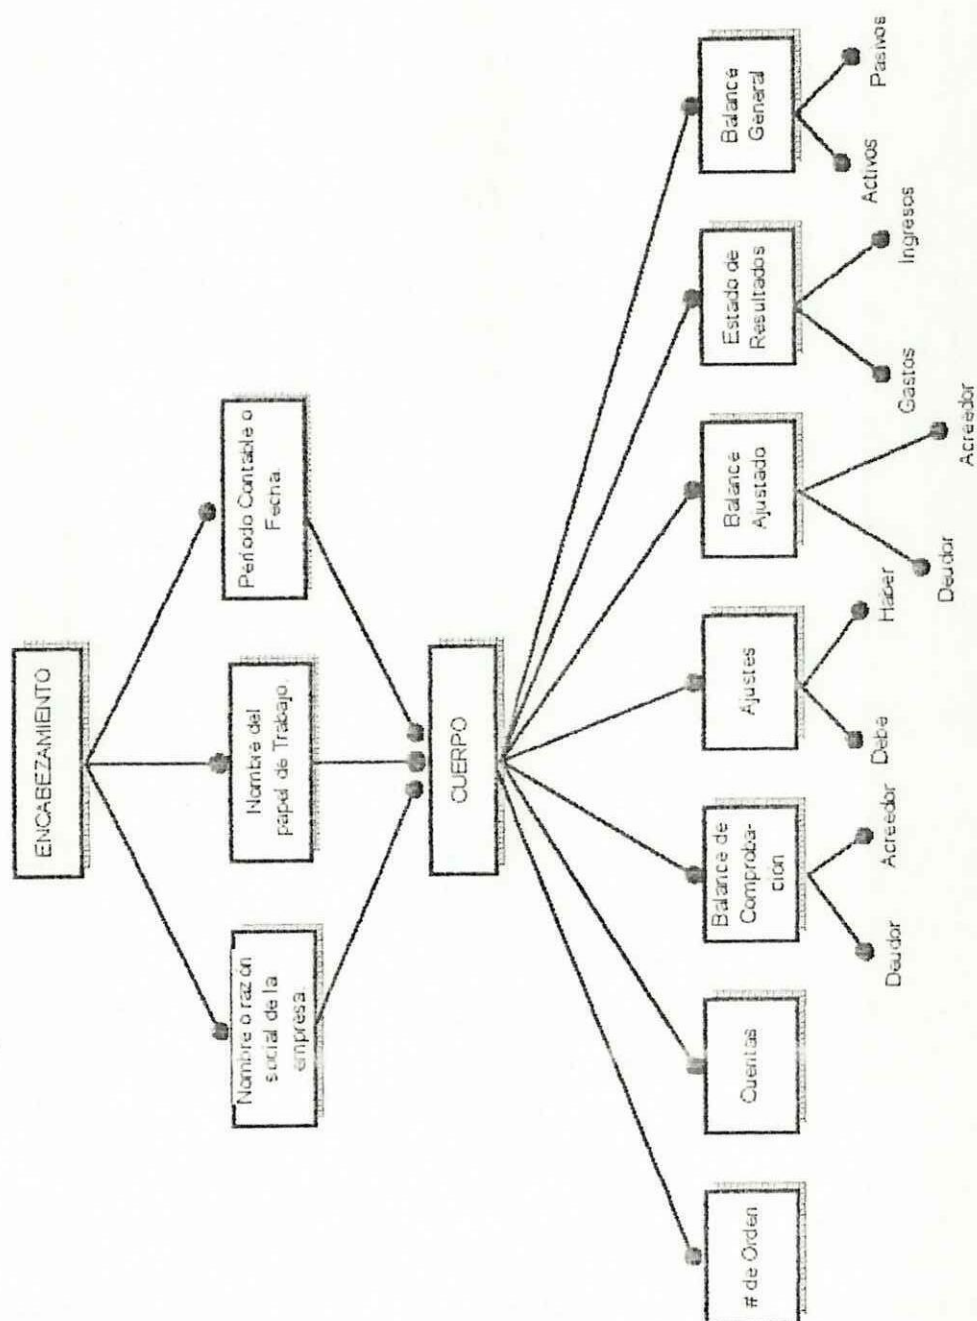 ENCABEZAMIENTO
Nombre o razón
social de la
empresa.
Nombre del
papel de Trabajo.
Período Contable o
Fecha.
CUERPO
# de Orden
Cuentas
Balance de
Comproba-
ción
Ajustes
Balance
Ajustado
Estado de
Resultados
Balance
General
Deudor
Acreedor
Debe
Haber
Deudor
Acreedor
Gastos
Ingresos
Activos
Pasivos